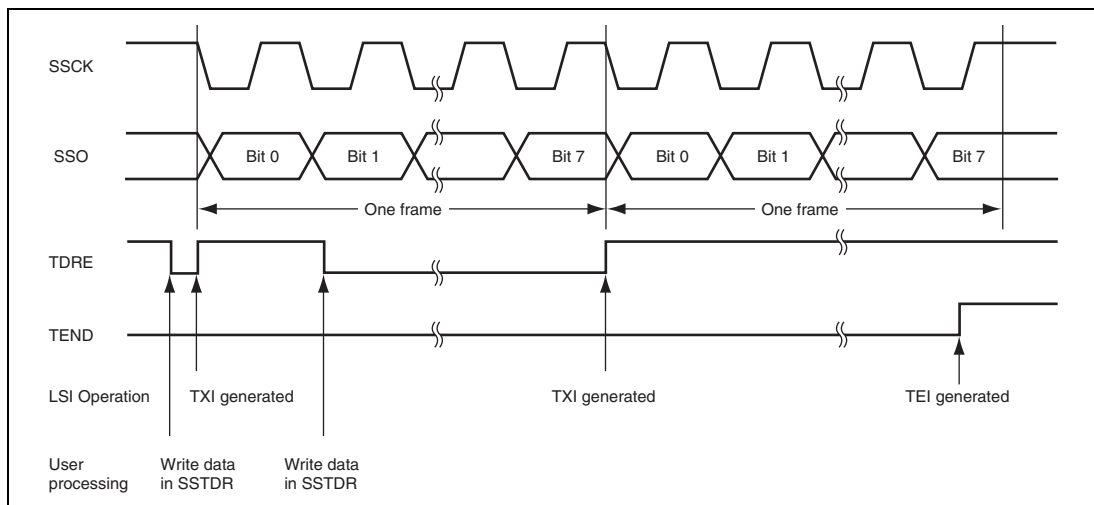 SSCK
SSO
Bit 0
Bit 1
Bit 7
Bit 0
Bit 1
Bit 7
One frame
One frame
TDRE
TEND
LSI Operation
TXI generated
TXI generated
TEI generated
User
processing
Write data
in SSTDR
Write data
in SSTDR